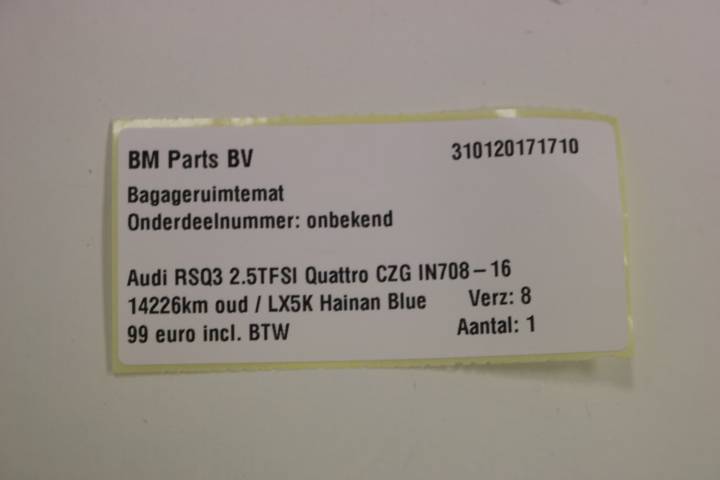 BM Parts BV 310120171710
Bagageruimtemat
Onderdeelnummer: onbekend
Audi RSQ3 2.5TFSI Quattro CZG IN708-16
14226km oud / LX5K Hainan Blue Verz: 8
99 euro incl. BTW Aantal: 1